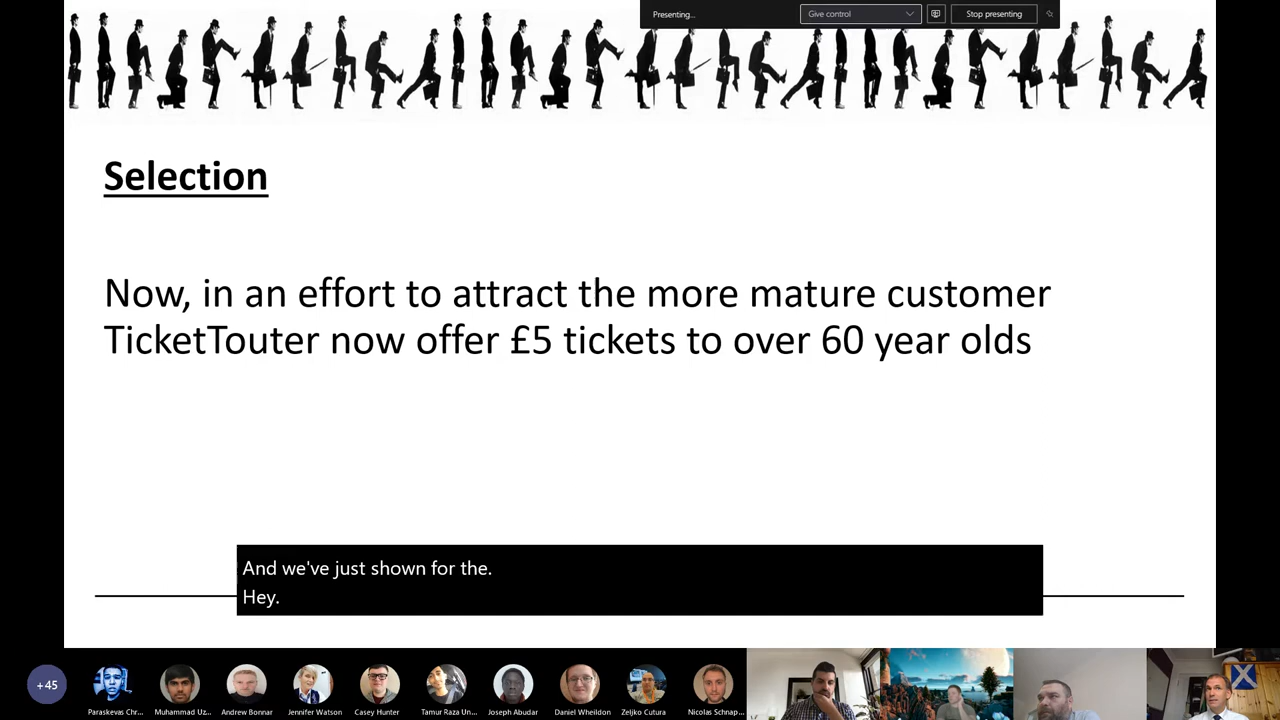 Presenting...
Give control
Stop presenting
Selection
Now, in an effort to attract the more mature customer
TicketTouter now offer £5 tickets to over 60 year olds
And we've just shown for the.
Hey.
+45
Paraskevas Chr...
Muhammad Uz...
Andrew Bonnar
Jennifer Watson
Casey Hunter
Tamur Raza Un...
Joseph Abudar
Daniel Wheildon
Zeljko Cutura
Nicolas Schnap...